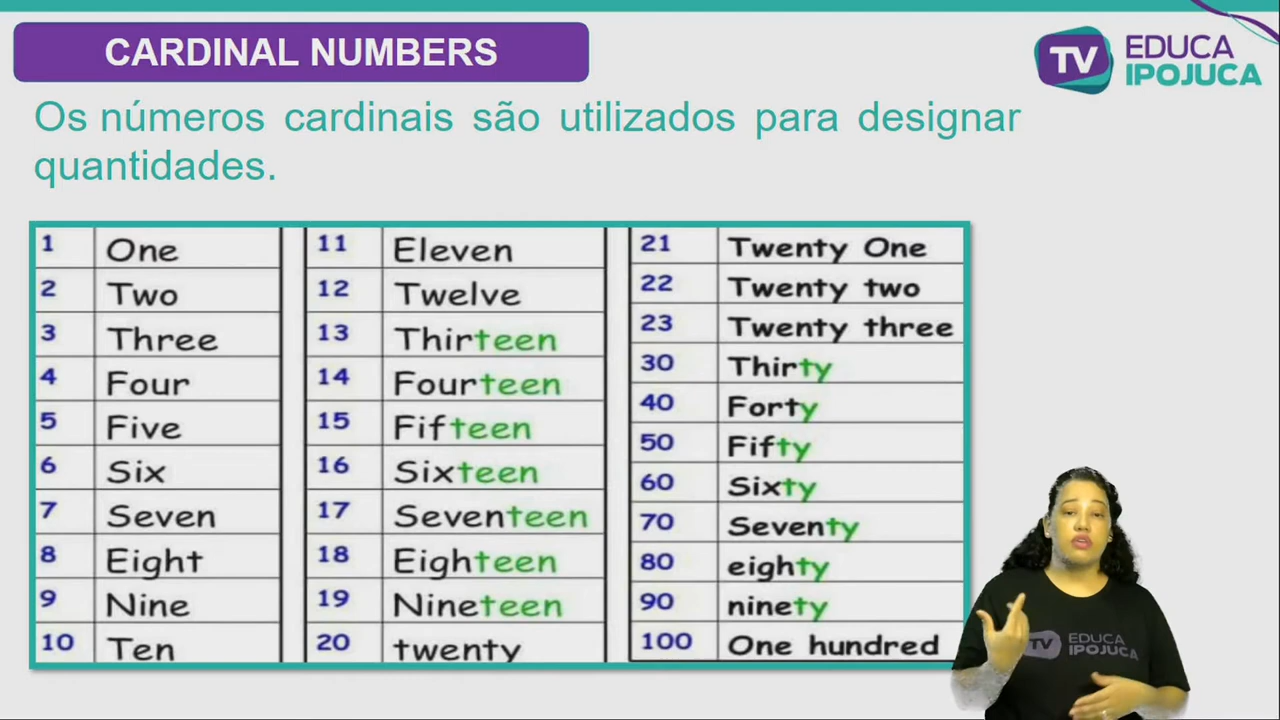 CARDINAL NUMBERS
TV EDUCA
IPOJUCA
Os números cardinais são utilizados para designar
quantidades.
1 One
2 Two
3 Three
4 Four
5 Five
6 Six
7 Seven
8 Eight
9 Nine
10 Ten
11 Eleven
12 Twelve
13 Thirteen
14 Fourteen
15 Fifteen
16 Sixteen
17 Seventeen
18 Eighteen
19 Nineteen
20 twenty
21 Twenty One
22 Twenty two
23 Twenty three
30 Thirty
40 Forty
50 Fifty
60 Sixty
70 Seventy
80 eighty
90 ninety
100 One hundred
TV EDUCA
IPOJUCA